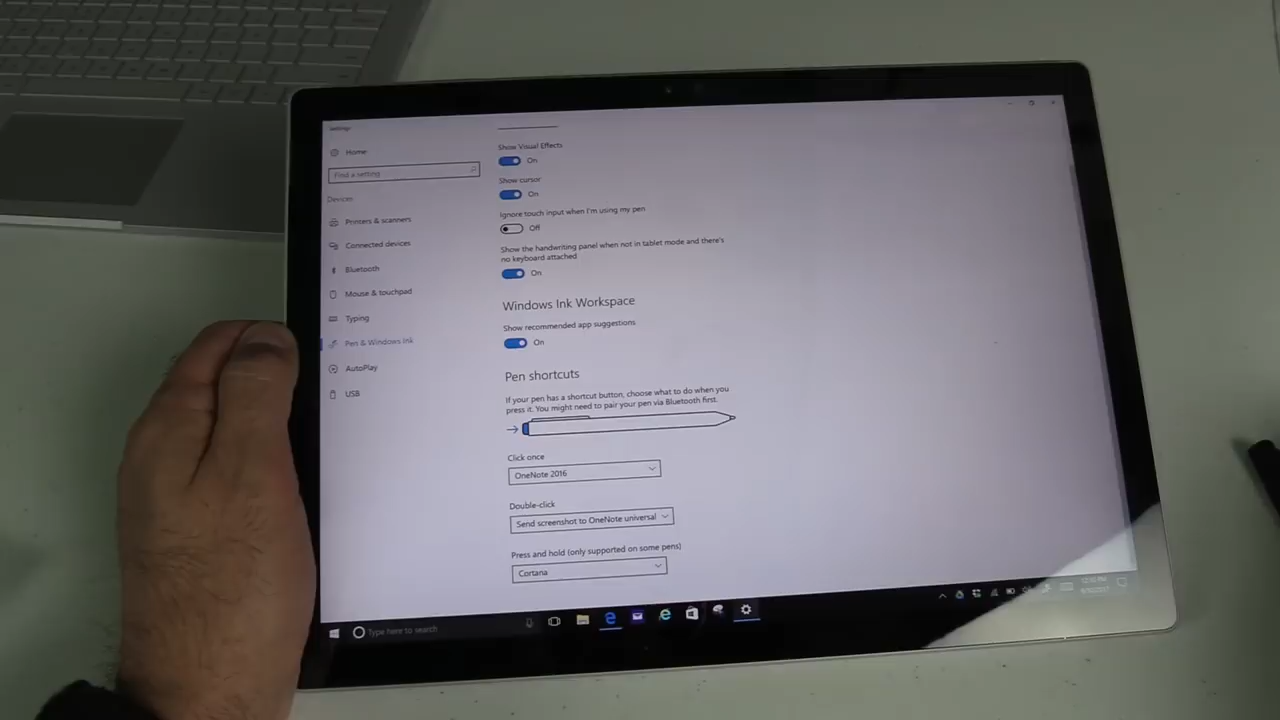 Settings
Home
Find a setting
Devices
Printers & scanners
Connected devices
Bluetooth
Mouse & touchpad
Typing
Pen & Windows Ink
AutoPlay
USB
Show Visual Effects
On
Show cursor
On
Ignore touch input when I'm using my pen
Off
Show the handwriting panel when not in tablet mode and there's
no keyboard attached
On
Windows Ink Workspace
Show recommended app suggestions
On
Pen shortcuts
If your pen has a shortcut button, choose what to do when you
press it. You might need to pair your pen via Bluetooth first.
Click once
OneNote 2016
Double-click
Send screenshot to OneNote universal
Press and hold (only supported on some pens)
Cortana
Type here to search